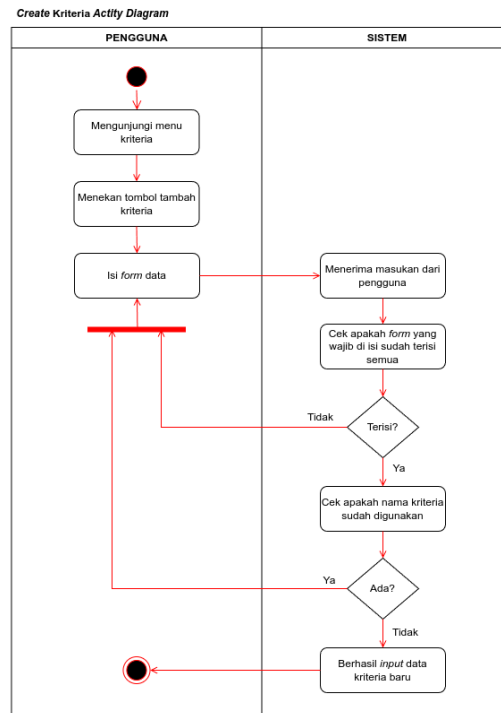 Create Kriteria Actity Diagram
PENGGUNA
SISTEM
Mengunjungi menu
kriteria
Menekan tombol tambah
kriteria
Isi form data
Menerima masukan dari
pengguna
Cek apakah form yang
wajib di isi sudah terisi
semua
Tidak
Terisi?
Ya
Cek apakah nama kriteria
sudah digunakan
Ya
Ada?
Tidak
Berhasil input data
kriteria baru